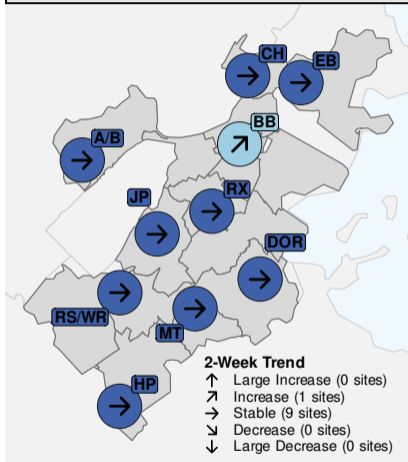 CH
EB
BB
A/B
JP
RX
DOR
RS/WR
MT
HP
2-Week Trend
↑ Large Increase (0 sites)
↗ Increase (1 sites)
→ Stable (9 sites)
↘ Decrease (0 sites)
↓ Large Decrease (0 sites)